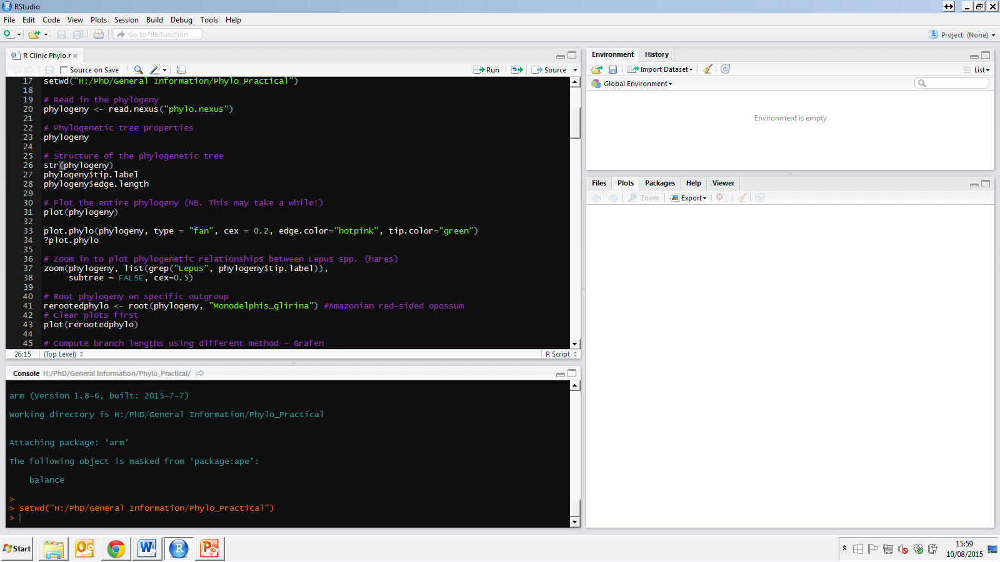 RStudio
File Edit Code View Plots Session Build Debug Tools Help
Go to file/function
Project: (None)
R Clinic Phylo.r
Source on Save
Run
Source
17 setwd("H:/PhD/General Information/Phylo_Practical")
18
19 # Read in the phylogeny
20 phylogeny <- read.nexus("phylo.nexus")
21
22 # Phylogenetic tree properties
23 phylogeny
24
25 # Structure of the phylogenetic tree
26 str(phylogeny)
27 phylogeny$tip.label
28 phylogeny$edge.length
29
30 # Plot the entire phylogeny (NB. This may take a while!)
31 plot(phylogeny)
32
33 plot.phylo(phylogeny, type = "fan", cex = 0.2, edge.color="hotpink", tip.color="green")
34 ?plot.phylo
35
36 # Zoom in to plot phylogenetic relationships between Lepus spp. (hares)
37 zoom(phylogeny, list(grep("Lepus", phylogeny$tip.label)),
38      subtree = FALSE, cex=0.5)
39
40 # Root phylogeny on specific outgroup
41 rerootedphylo <- root(phylogeny, "Monodelphis_glirina") #Amazonian red-sided opossum
42 # Clear plots first
43 plot(rerootedphylo)
44
45 # Compute branch lengths using different method - Grafen
26:15 (Top Level) R Script
Console H:/PhD/General Information/Phylo_Practical/
arm (Version 1.8-6, built: 2015-7-7)
Working directory is H:/PhD/General Information/Phylo_Practical
Attaching package: ‘arm’
The following object is masked from ‘package:ape’:
balance
>
> setwd("H:/PhD/General Information/Phylo_Practical")
>
Environment History
Import Dataset List
Global Environment
Environment is empty
Files Plots Packages Help Viewer
Zoom Export
Start
15:59
10/08/2015